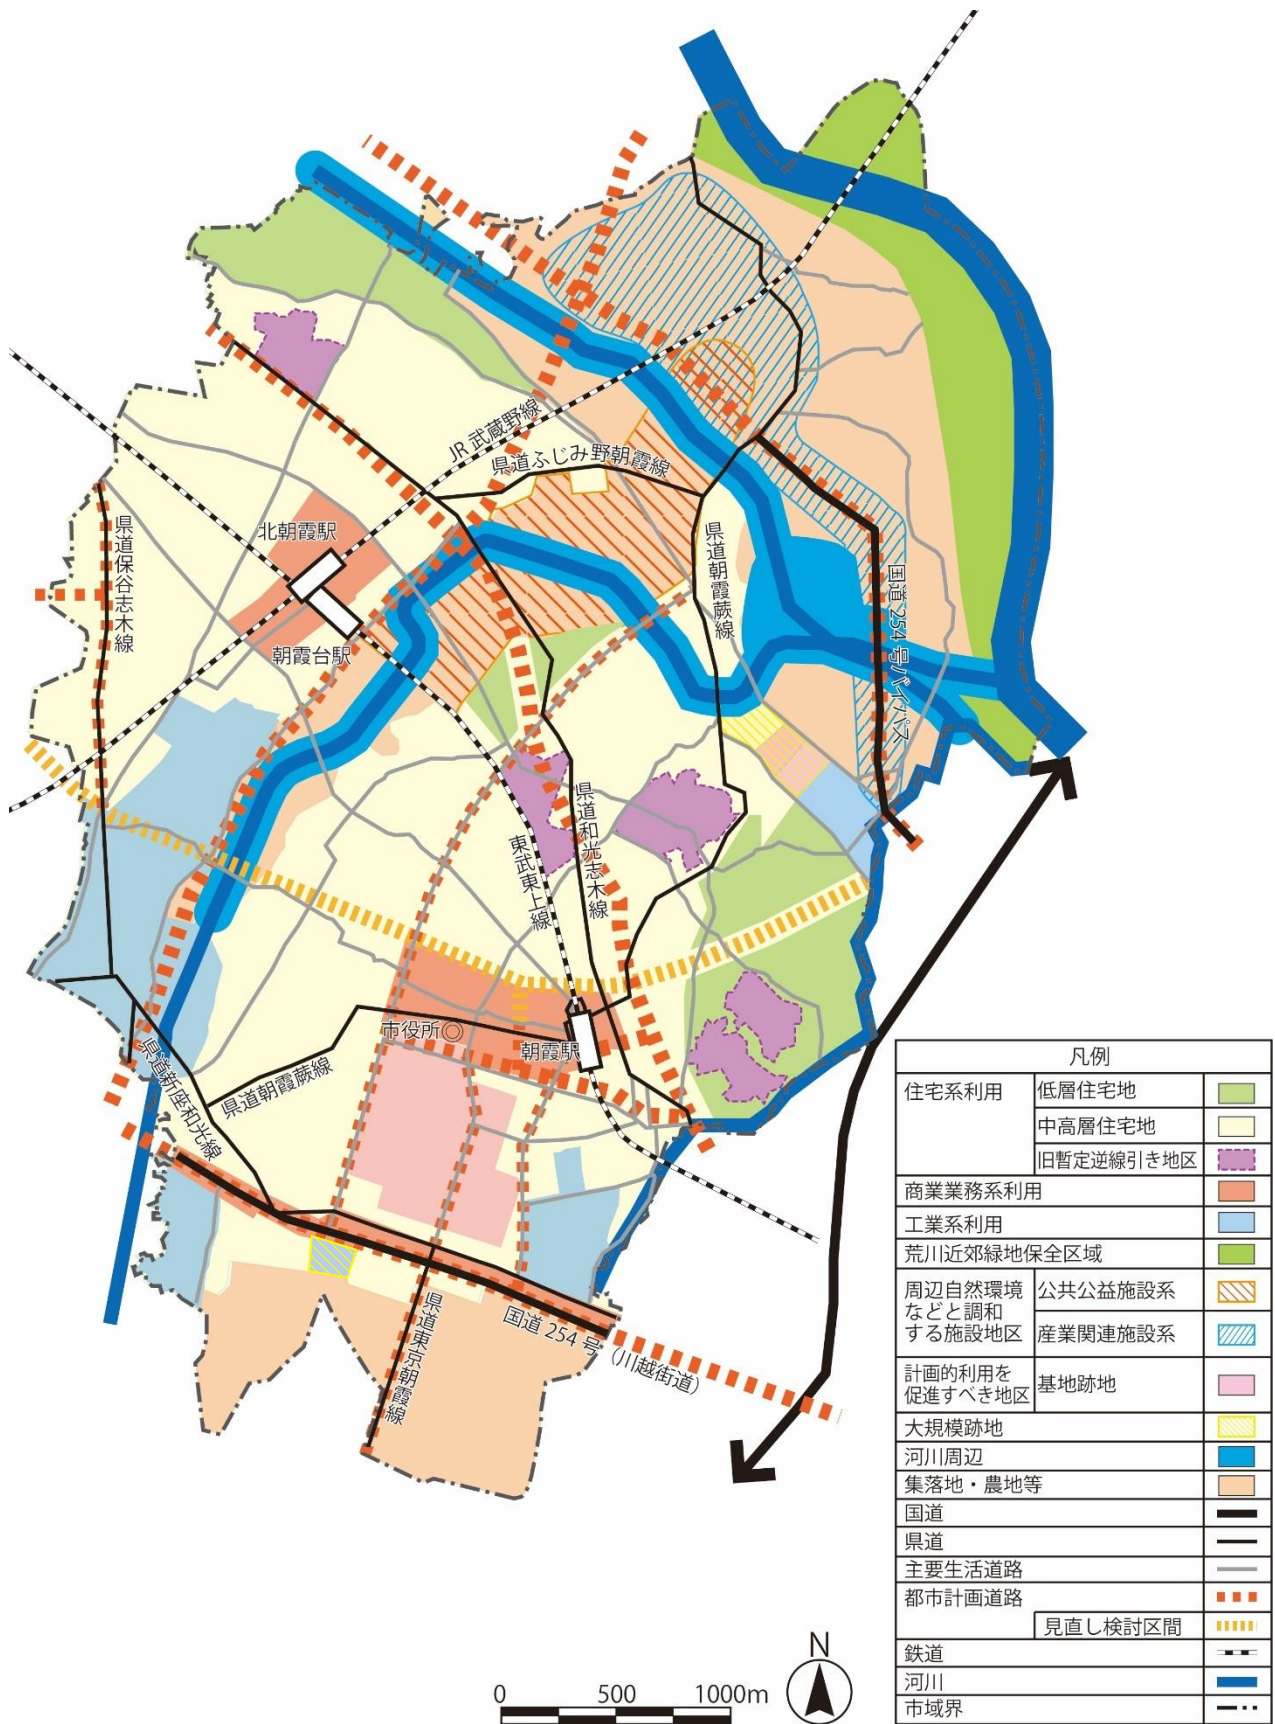 JR 武蔵野線
県道ふじみ野朝霞線
北朝霞駅
県道保谷志木線
朝霞台駅
県道朝霞蕨線
国道 254 号バイパス
県道和光志木線
東武東上線
市役所◎
朝霞駅
県道新座和光線
県道朝霞蕨線
国道 254 号（川越街道）
県道東京朝霞線
凡例
住宅系利用
低層住宅地
中高層住宅地
旧暫定逆線引き地区
商業業務系利用
工業系利用
荒川近郊緑地保全区域
周辺自然環境
などと調和
する施設地区
公共公益施設系
産業関連施設系
計画的利用を
促進すべき地区
基地跡地
大規模跡地
河川周辺
集落地・農地等
国道
県道
主要生活道路
都市計画道路
見直し検討区間
鉄道
河川
市域界
N
0 500 1000m